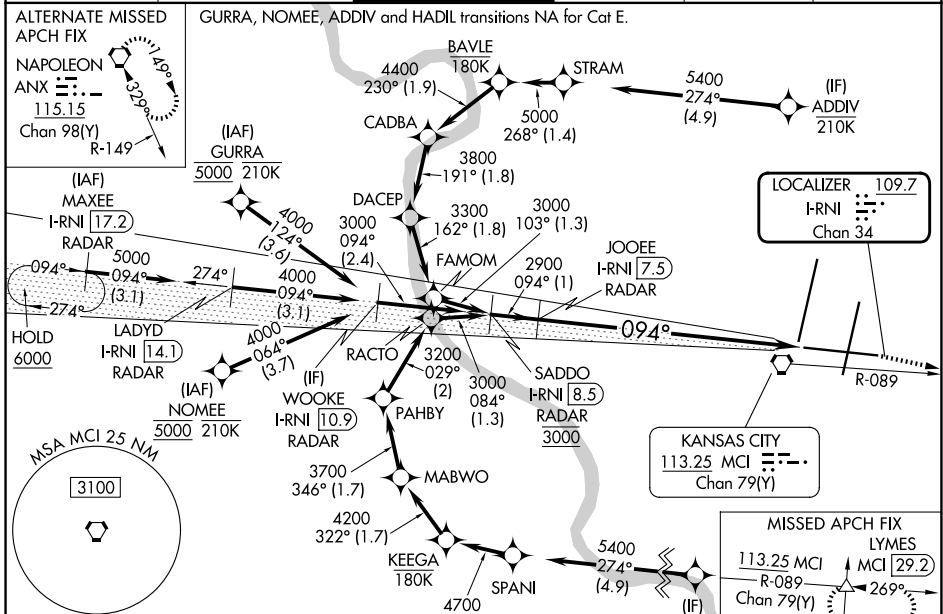 GURRA, NOMEE, ADDIV and HADIL transitions NA for Cat E.
ALTERNATE MISSED
APCH FIX
NAPOLEON
ANX
115.15
Chan 98(Y)
149°
329°
R-149
BAVLE
180K
STRAM
5400
274°
(4.9)
(IF)
ADDIV
210K
4400
230° (1.9)
5000
268° (1.4)
CADBA
3800
191° (1.8)
(IAF)
GURRA
5000 210K
4000
124°
(3.6)
DACEP
3300
162° (1.8)
3000
103° (1.3)
LOCALIZER 109.7
I-RNI
Chan 34
(IAF)
MAXEE
I-RNI 17.2
RADAR
3000
094°
(2.4)
FAMOM
JOOEE
I-RNI 7.5
RADAR
2900
094° (1)
094°
5000
094°
(3.1)
274°
4000
094°
(3.1)
094°
274°
HOLD
6000
LADYD
I-RNI 14.1
RADAR
4000
064°
(3.7)
(IF)
WOOKE
I-RNI 10.9
RADAR
RACTO
3200
029°
(2)
3000
084°
(1.3)
SADDO
I-RNI 8.5
RADAR
3000
R-089
(IAF)
NOMEE
5000 210K
PAHBY
KANSAS CITY
113.25 MCI
Chan 79(Y)
MSA MCI 25 NM
3100
3700
346° (1.7)
MABWO
4200
322° (1.7)
KEEGA
180K
SPANI
4700
5400
274°
(4.9)
(IF)
MISSED APCH FIX
LYMES
MCI 29.2
113.25 MCI
R-089
Chan 79(Y)
269°